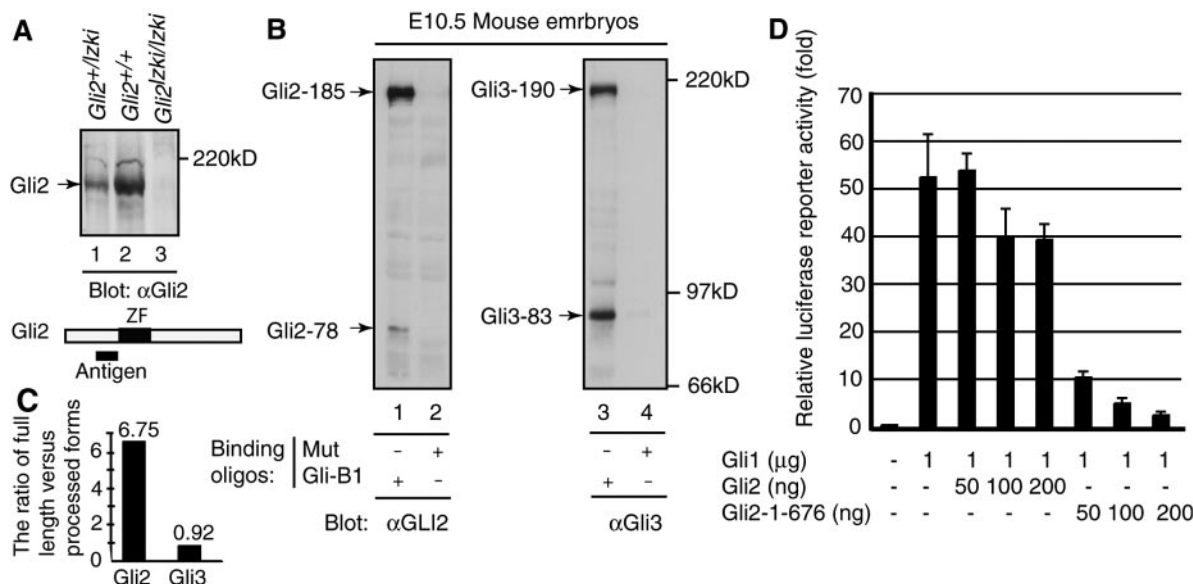 A
Gli2+/lzki
Gli2+/+
Gli2lzki/lzki
220kD
Gli2
1 2 3
Blot: αGli2
ZF
Gli2
Antigen
B
E10.5 Mouse emrbryos
Gli2-185
Gli2-78
Gli3-190
Gli3-83
220kD
97kD
66kD
1 2 3 4
Binding oligos:
Mut - + - +
Gli-B1 + - + -
Blot: αGLI2 αGli3
C
The ratio of full length versus processed forms
6
4
2
0
6.75
0.92
Gli2 Gli3
D
Relative luciferase reporter activity (fold)
70
60
50
40
30
20
10
0
Gli1 (μg) - 1 1 1 1 1 1 1
Gli2 (ng) - - 50 100 200 - - -
Gli2-1-676 (ng) - - - - - 50 100 200